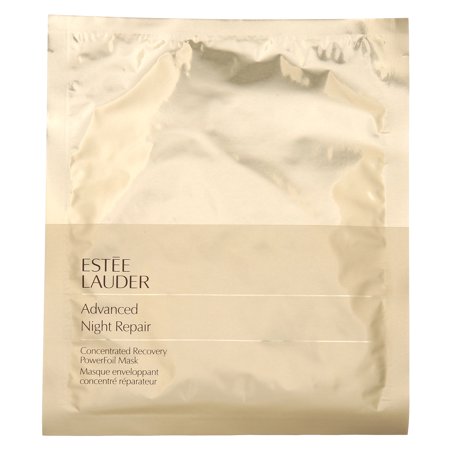 ESTĒE
LAUDER
Advanced
Night Repair
Concentrated Recovery
PowerFoil Mask
Masque enveloppant
concentré réparateur